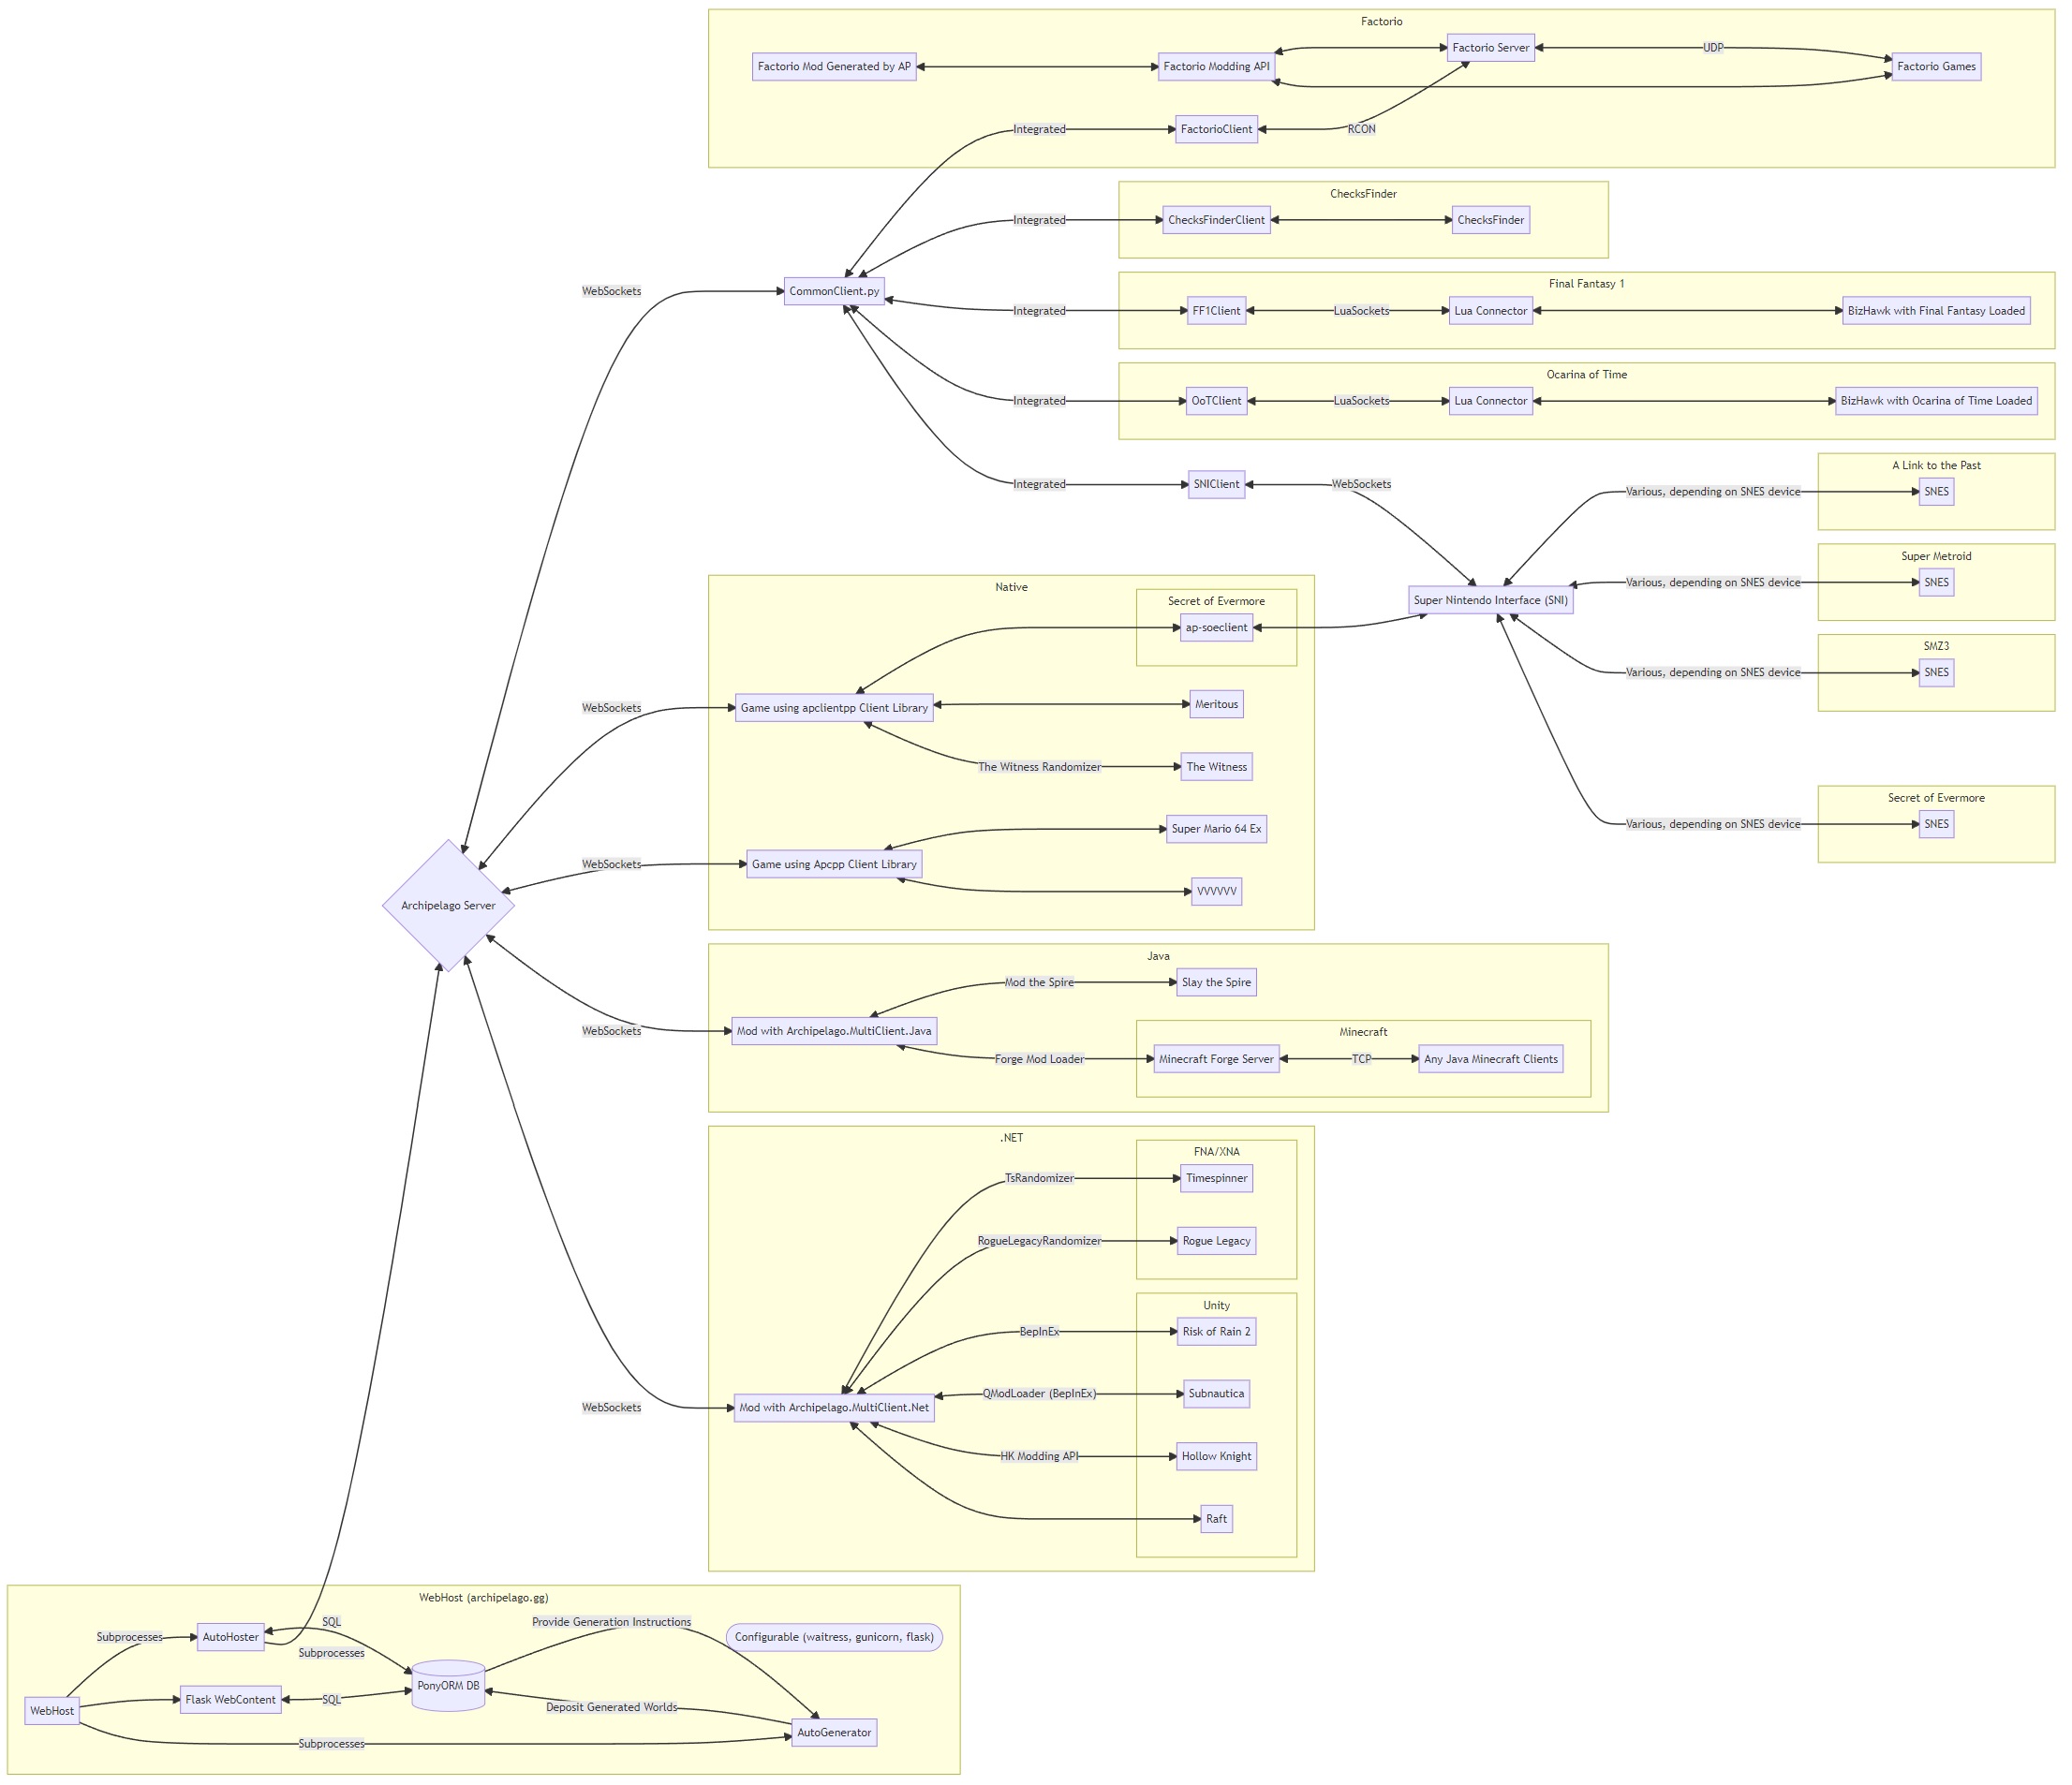 Factorio
Factorio Mod Generated by AP
Factorio Modding API
Factorio Server
UDP
Factorio Games
Integrated
FactorioClient
RCON
ChecksFinder
Integrated
ChecksFinderClient
ChecksFinder
WebSockets
CommonClient.py
Final Fantasy 1
Integrated
FF1Client
LuaSockets
Lua Connector
BizHawk with Final Fantasy Loaded
Ocarina of Time
Integrated
OoTClient
LuaSockets
Lua Connector
BizHawk with Ocarina of Time Loaded
Integrated
SNIClient
WebSockets
A Link to the Past
Various, depending on SNES device
SNES
Super Metroid
Various, depending on SNES device
SNES
Super Nintendo Interface (SNI)
SMZ3
Various, depending on SNES device
SNES
Secret of Evermore
Various, depending on SNES device
SNES
Native
Secret of Evermore
ap-soeclient
WebSockets
Game using apclientpp Client Library
Meritous
The Witness Randomizer
The Witness
Super Mario 64 Ex
WebSockets
Game using Apcpp Client Library
VVVVVV
Archipelago Server
Java
Mod the Spire
Slay the Spire
WebSockets
Mod with Archipelago.MultiClient.Java
Minecraft
Forge Mod Loader
Minecraft Forge Server
TCP
Any Java Minecraft Clients
.NET
FNA/XNA
TsRandomizer
Timespinner
RogueLegacyRandomizer
Rogue Legacy
Unity
BepInEx
Risk of Rain 2
QModLoader (BepInEx)
Subnautica
WebSockets
Mod with Archipelago.MultiClient.Net
HK Modding API
Hollow Knight
Raft
WebHost (archipelago.gg)
Subprocesses
AutoHoster
SQL
Subprocesses
Provide Generation Instructions
Configurable (waitress, gunicorn, flask)
WebHost
Flask WebContent
SQL
PonyORM DB
Deposit Generated Worlds
Subprocesses
AutoGenerator